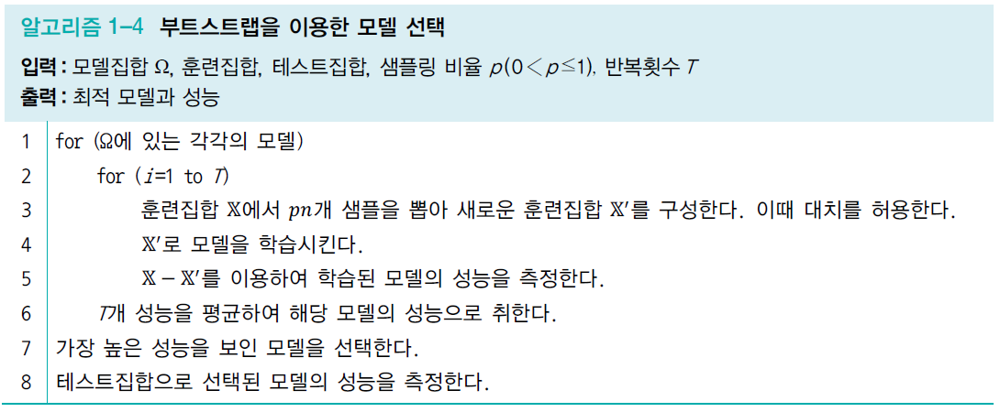 알고리즘 1-4 부트스트랩을 이용한 모델 선택
입력: 모델집합 Ω, 훈련집합, 테스트집합, 샘플링 비율 p(0<p≤1), 반복횟수 T
출력: 최적 모델과 성능
1 for (Ω에 있는 각각의 모델)
2 for (i=1 to T)
3 훈련집합 𝕏에서 pn개 샘플을 뽑아 새로운 훈련집합 𝕏′를 구성한다. 이때 대치를 허용한다.
4 𝕏′로 모델을 학습시킨다.
5 𝕏 − 𝕏′를 이용하여 학습된 모델의 성능을 측정한다.
6 T개 성능을 평균하여 해당 모델의 성능으로 취한다.
7 가장 높은 성능을 보인 모델을 선택한다.
8 테스트집합으로 선택된 모델의 성능을 측정한다.